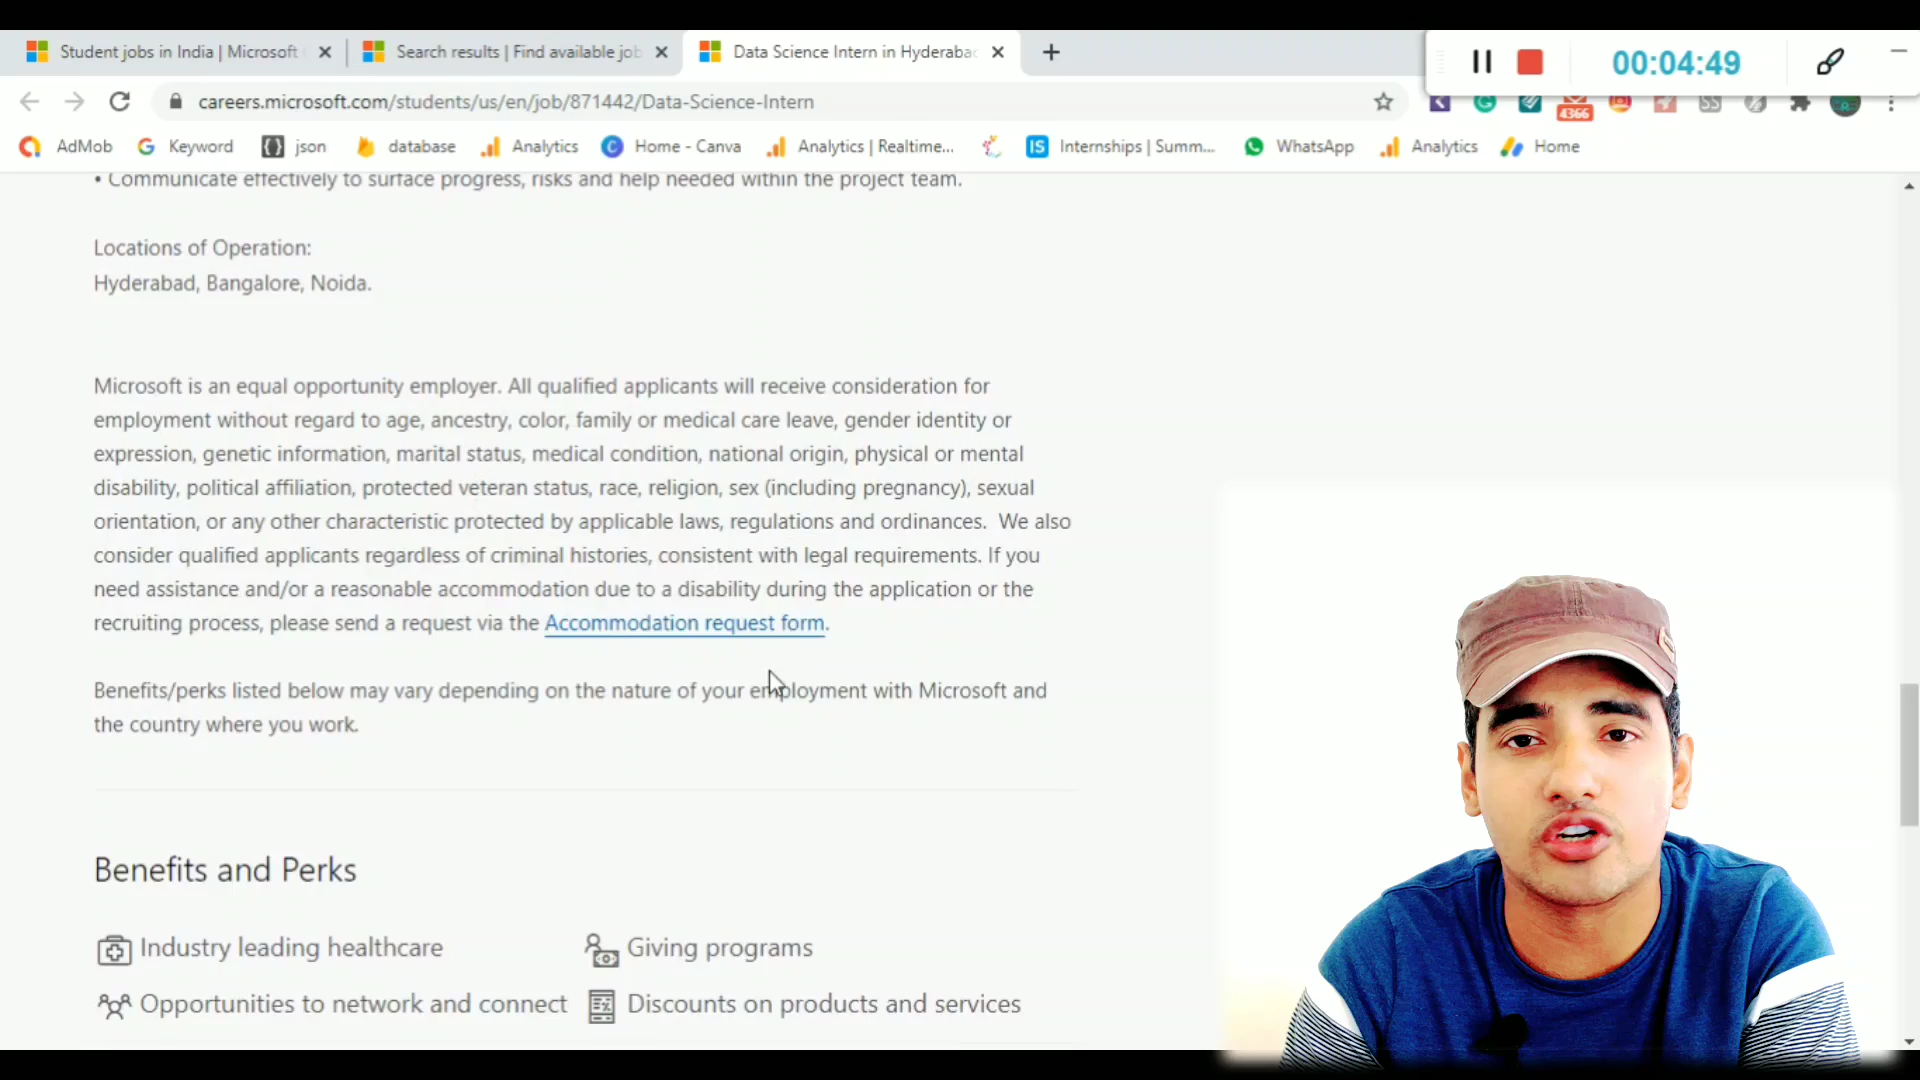 Student jobs in India | Microsoft
Search results | Find available job
Data Science Intern in Hyderabad
00:04:49
careers.microsoft.com/students/us/en/job/871442/Data-Science-Intern
4366
AdMob
Keyword
json
database
Analytics
Home - Canva
Analytics | Realtime...
IS
Internships | Summ...
WhatsApp
Analytics
Home
• Communicate effectively to surface progress, risks and help needed within the project team.
Locations of Operation:
Hyderabad, Bangalore, Noida.
Microsoft is an equal opportunity employer. All qualified applicants will receive consideration for
employment without regard to age, ancestry, color, family or medical care leave, gender identity or
expression, genetic information, marital status, medical condition, national origin, physical or mental
disability, political affiliation, protected veteran status, race, religion, sex (including pregnancy), sexual
orientation, or any other characteristic protected by applicable laws, regulations and ordinances.  We also
consider qualified applicants regardless of criminal histories, consistent with legal requirements. If you
need assistance and/or a reasonable accommodation due to a disability during the application or the
recruiting process, please send a request via the Accommodation request form.
Benefits/perks listed below may vary depending on the nature of your employment with Microsoft and
the country where you work.
Benefits and Perks
Industry leading healthcare
Giving programs
Opportunities to network and connect
Discounts on products and services